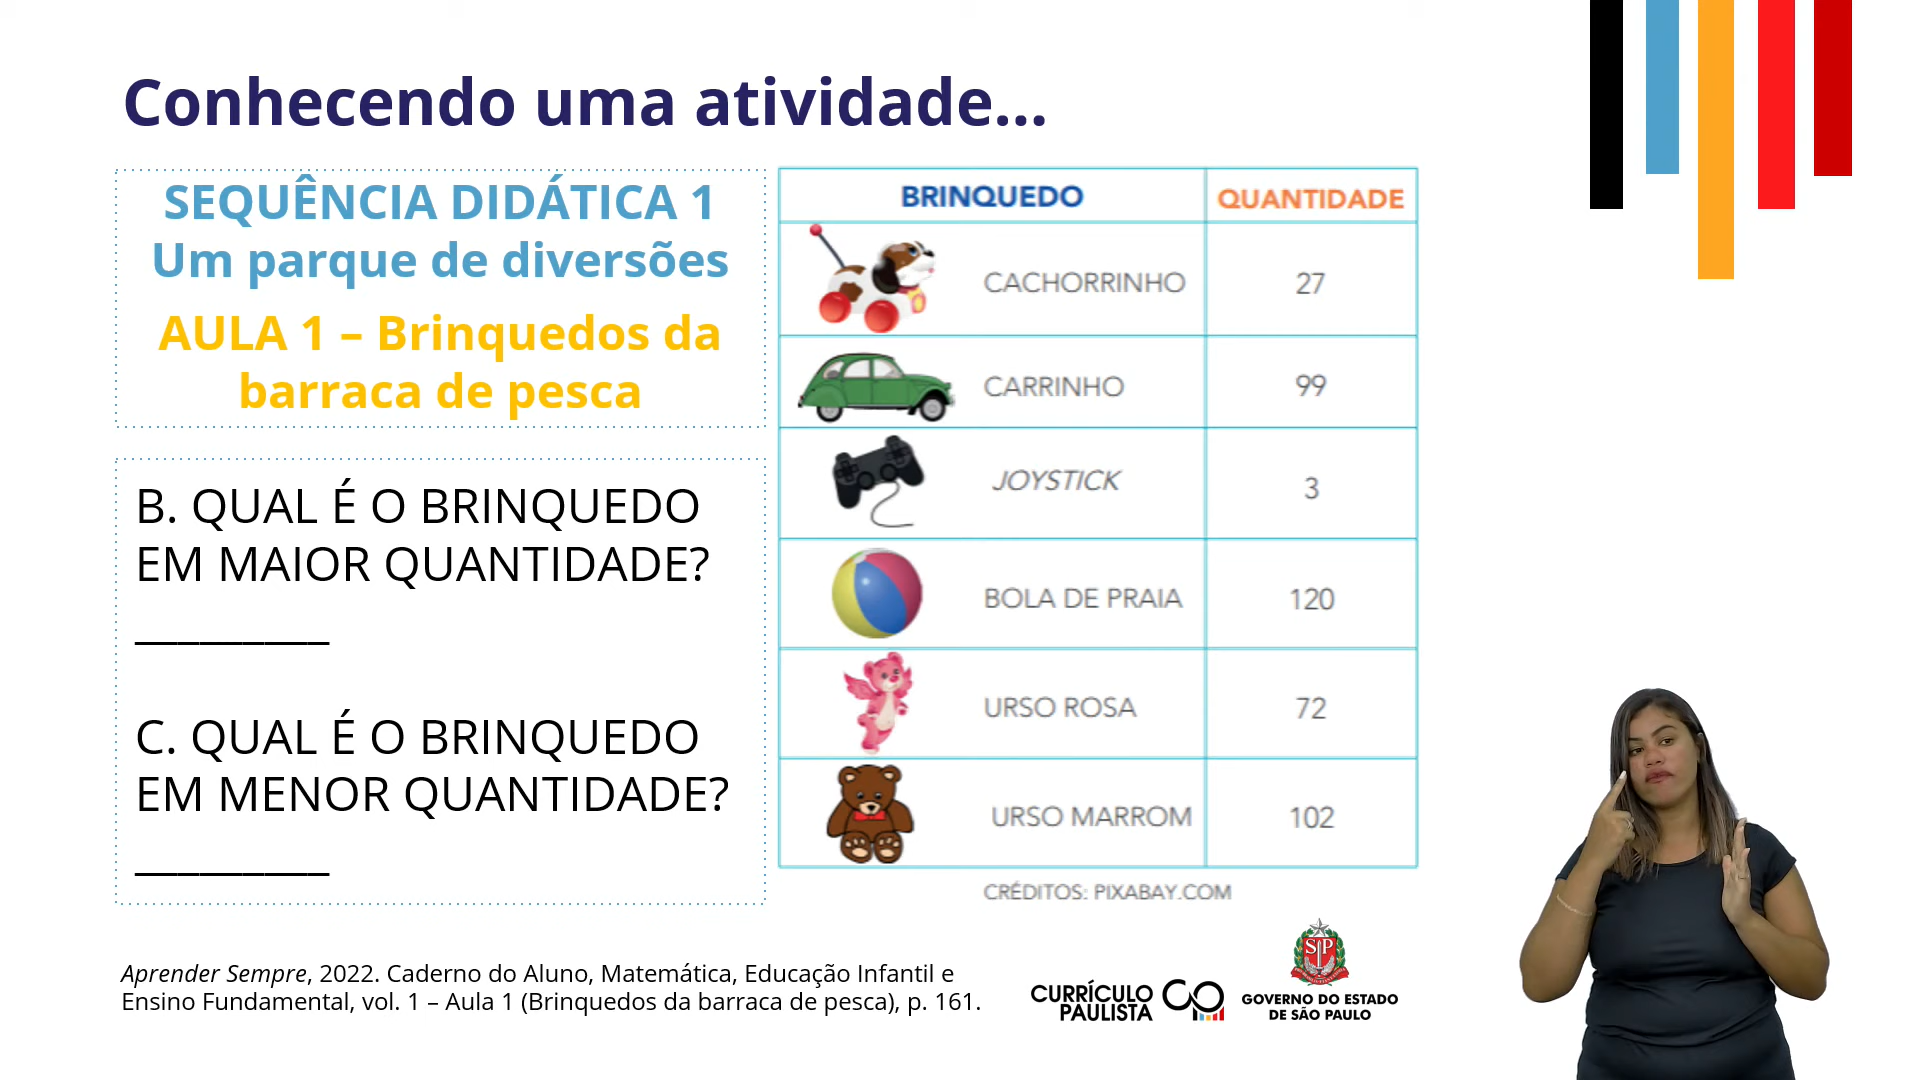 Conhecendo uma atividade...
SEQUÊNCIA DIDÁTICA 1
Um parque de diversões
AULA 1 – Brinquedos da
barraca de pesca
B. QUAL É O BRINQUEDO
EM MAIOR QUANTIDADE?
_________
C. QUAL É O BRINQUEDO
EM MENOR QUANTIDADE?
_________
BRINQUEDO QUANTIDADE
CACHORRINHO 27
CARRINHO 99
JOYSTICK 3
BOLA DE PRAIA 120
URSO ROSA 72
URSO MARROM 102
CRÉDITOS: PIXABAY.COM
Aprender Sempre, 2022. Caderno do Aluno, Matemática, Educação Infantil e
Ensino Fundamental, vol. 1 – Aula 1 (Brinquedos da barraca de pesca), p. 161.
CURRÍCULO
PAULISTA
SP
GOVERNO DO ESTADO
DE SÃO PAULO